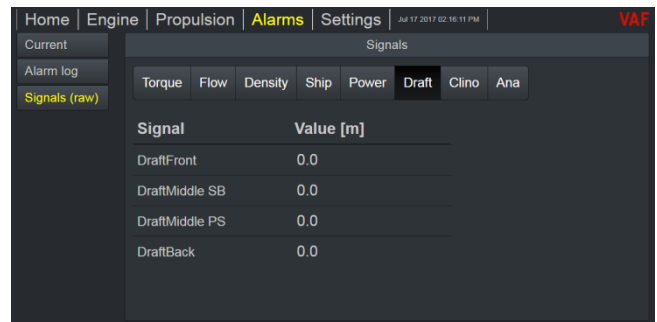 Home Engine Propulsion Alarms Settings Jul 17 2017 02:16:11 PM VAF
Current
Signals
Alarm log
Signals (raw)
Torque Flow Density Ship Power Draft Clino Ana
Signal Value [m]
DraftFront 0.0
DraftMiddle SB 0.0
DraftMiddle PS 0.0
DraftBack 0.0